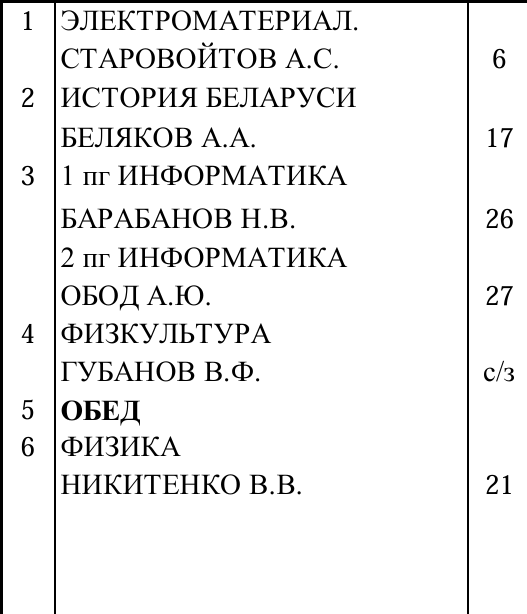 1 ЭЛЕКТРОМАТЕРИАЛ.
СТАРОВОЙТОВ А.С. 6
2 ИСТОРИЯ БЕЛАРУСИ
БЕЛЯКОВ А.А. 17
3 1 пг ИНФОРМАТИКА
БАРАБАНОВ Н.В. 26
2 пг ИНФОРМАТИКА
ОБОД А.Ю. 27
4 ФИЗКУЛЬТУРА
ГУБАНОВ В.Ф. с/з
5 ОБЕД
6 ФИЗИКА
НИКИТЕНКО В.В. 21